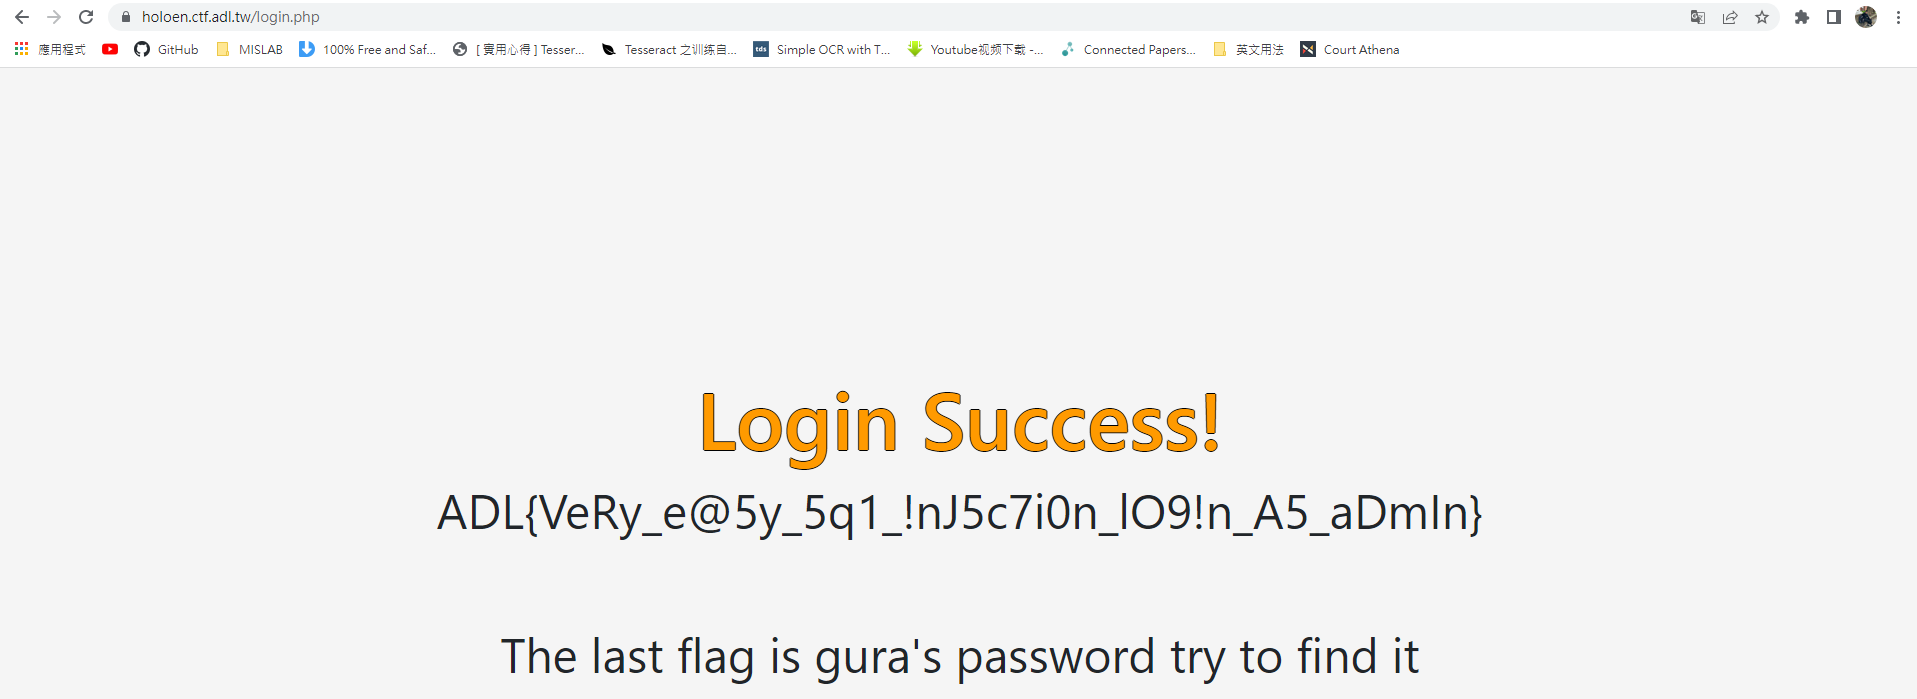 holoen.ctf.adl.tw/login.php
應用程式 GitHub MISLAB 100% Free and Saf... [ 實用心得 ] Tesser... Tesseract 之训练自... tds Simple OCR with T... Youtube视频下载 -... Connected Papers... 英文用法 Court Athena
Login Success!
ADL{VeRy_e@5y_5q1_!nJ5c7i0n_lO9!n_A5_aDmIn}
The last flag is gura's password try to find it